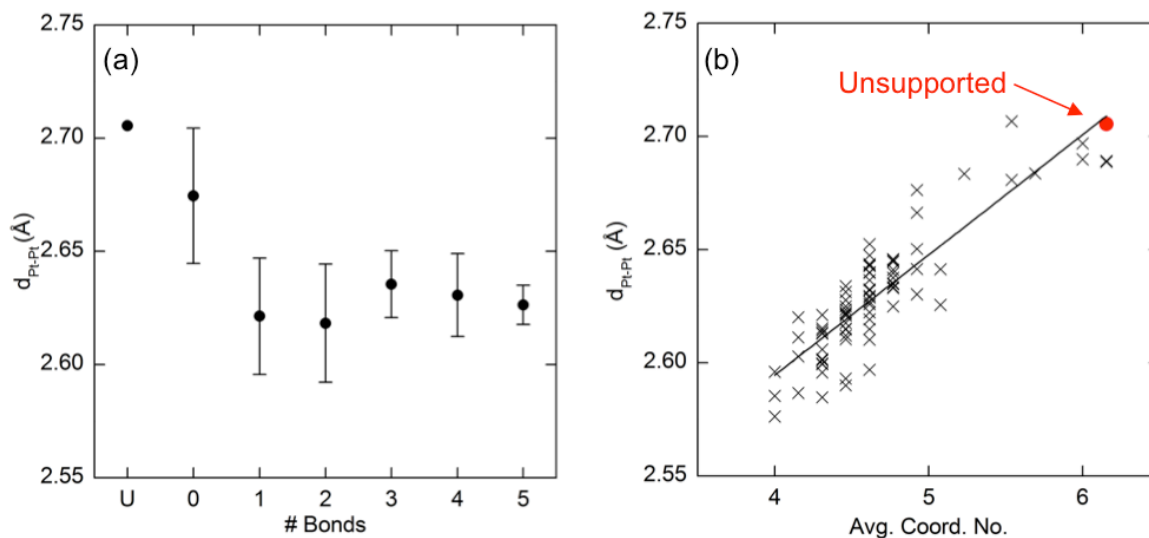 (a)
2.75
2.70
2.65
2.60
2.55
d_Pt-Pt (Å)
U 0 1 2 3 4 5
# Bonds
(b)
Unsupported
2.75
2.70
2.65
2.60
2.55
d_Pt-Pt (Å)
4 5 6
Avg. Coord. No.